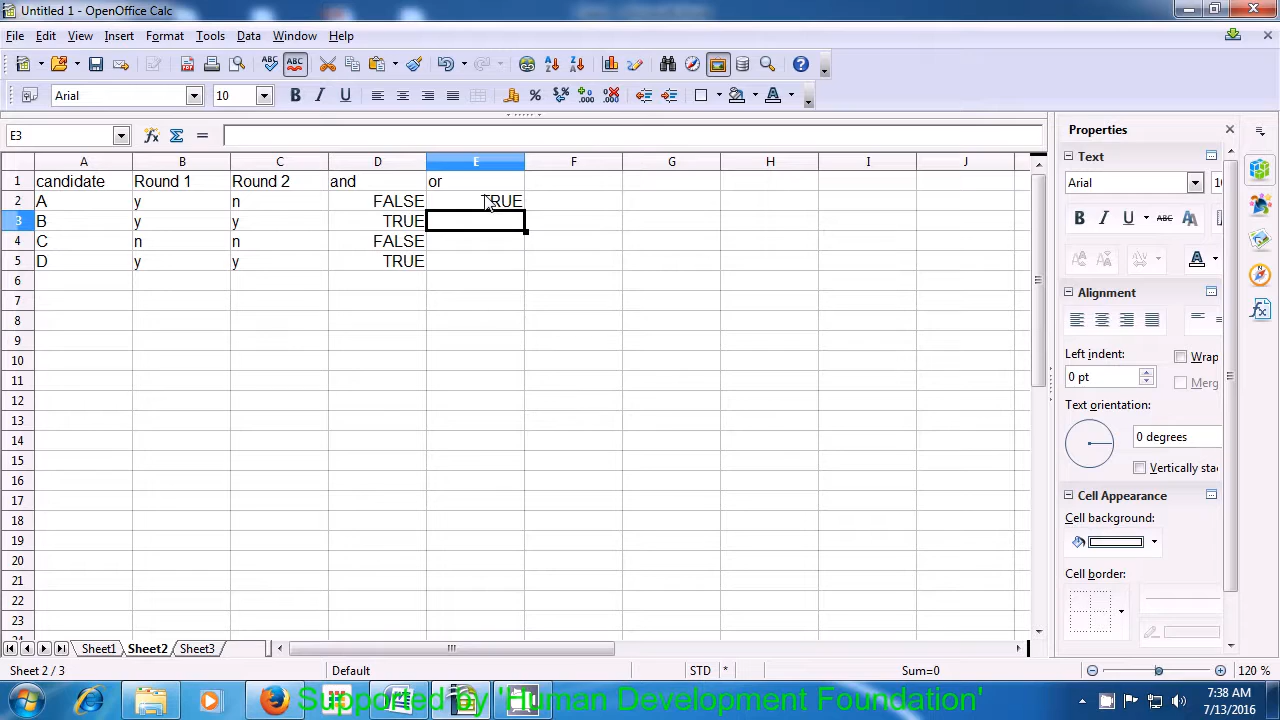 Untitled 1 - OpenOffice Calc
File Edit View Insert Format Tools Data Window Help
Arial 10
E3
A B C D E F G H I J
1 candidate Round 1 Round 2 and or
2 A y n FALSE TRUE
3 B y y TRUE
4 C n n FALSE
5 D y y TRUE
6
7
8
9
10
11
12
13
14
15
16
17
18
19
20
21
22
23
Properties
Text
Arial
Alignment
Left indent: Wrap
0 pt Merg
Text orientation:
0 degrees
Vertically sta
Cell Appearance
Cell background:
Cell border:
Sheet1 Sheet2 Sheet3
Sheet 2 / 3 Default STD * Sum=0 120 %
Supported by 'Human Development Foundation'
7:38 AM
7/13/2016